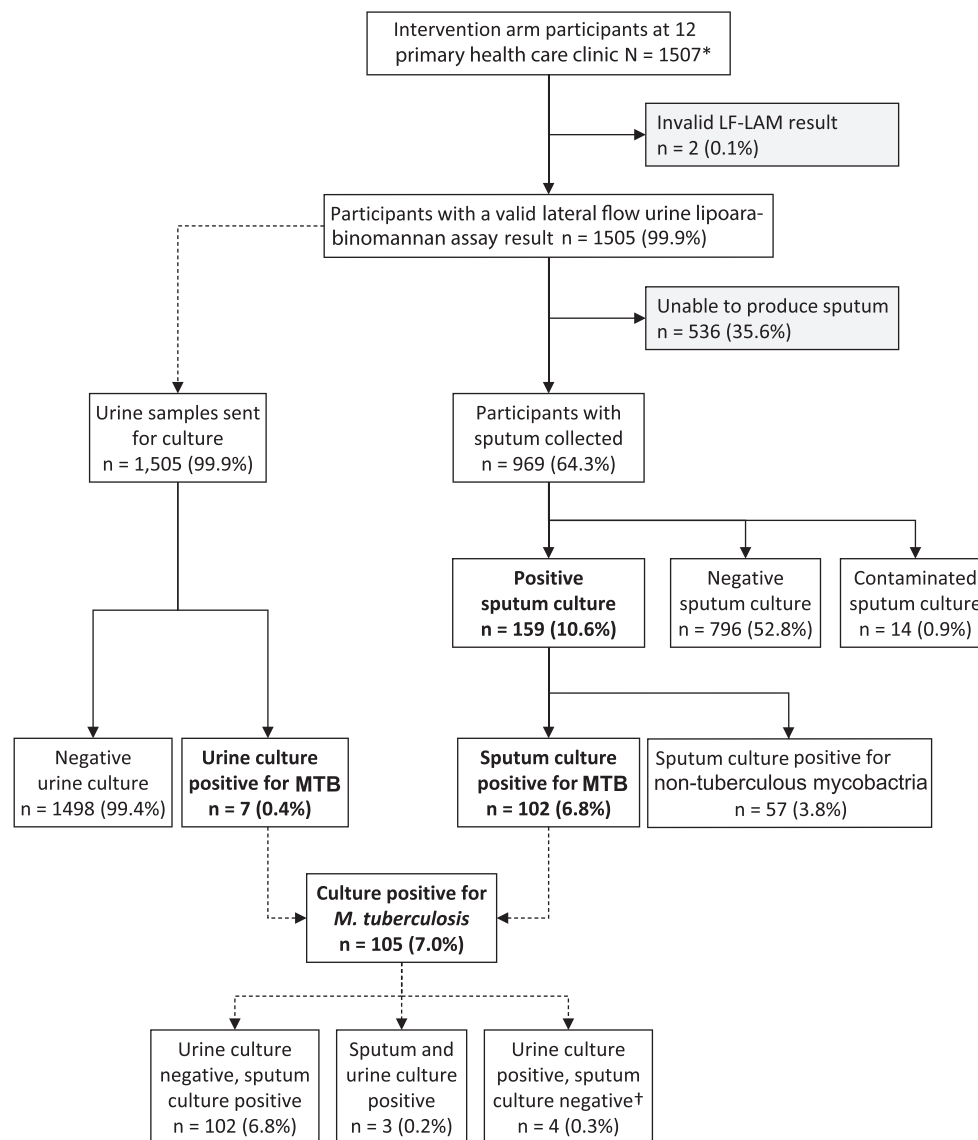 Intervention arm participants at 12
primary health care clinic N = 1507*
Invalid LF-LAM result
n = 2 (0.1%)
Participants with a valid lateral flow urine lipoara-
binomannan assay result n = 1505 (99.9%)
Unable to produce sputum
n = 536 (35.6%)
Urine samples sent
for culture
n = 1,505 (99.9%)
Participants with
sputum collected
n = 969 (64.3%)
Positive
sputum culture
n = 159 (10.6%)
Negative
sputum culture
n = 796 (52.8%)
Contaminated
sputum culture
n = 14 (0.9%)
Negative
urine culture
n = 1498 (99.4%)
Urine culture
positive for MTB
n = 7 (0.4%)
Sputum culture
positive for MTB
n = 102 (6.8%)
Sputum culture positive for
non-tuberculous mycobactria
n = 57 (3.8%)
Culture positive for
M. tuberculosis
n = 105 (7.0%)
Urine culture
negative, sputum
culture positive
n = 102 (6.8%)
Sputum and
urine culture
positive
n = 3 (0.2%)
Urine culture
positive, sputum
culture negative†
n = 4 (0.3%)